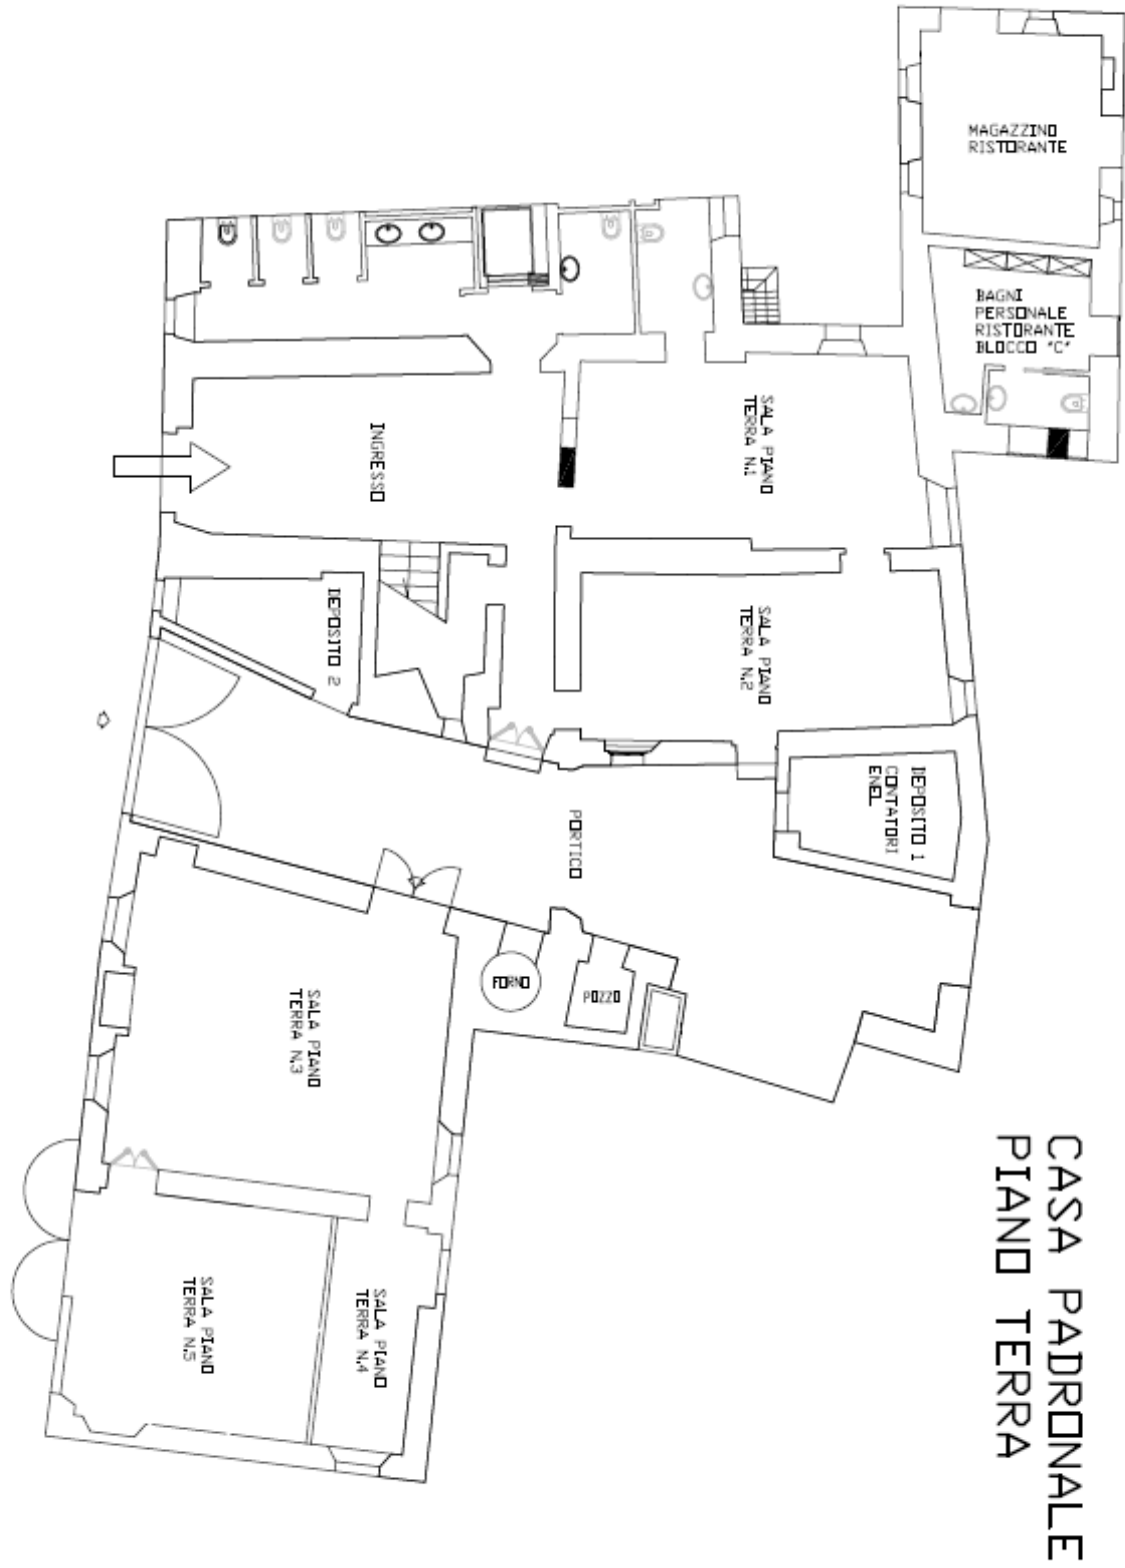 MAGAZZINO
RISTORANTE
BAGNI
PERSONALE
RISTORANTE
BLOCCO "C"
SALA PIANO
TERRA N.1
INGRESSO
SALA PIANO
TERRA N.2
DEPOSITO 2
DEPOSITO 1
CONTATORI
ENEL
PORTICO
FORNO
POZZO
SALA PIANO
TERRA N.3
SALA PIANO
TERRA N.4
SALA PIANO
TERRA N.5
CASA PADRONALE
PIANO TERRA